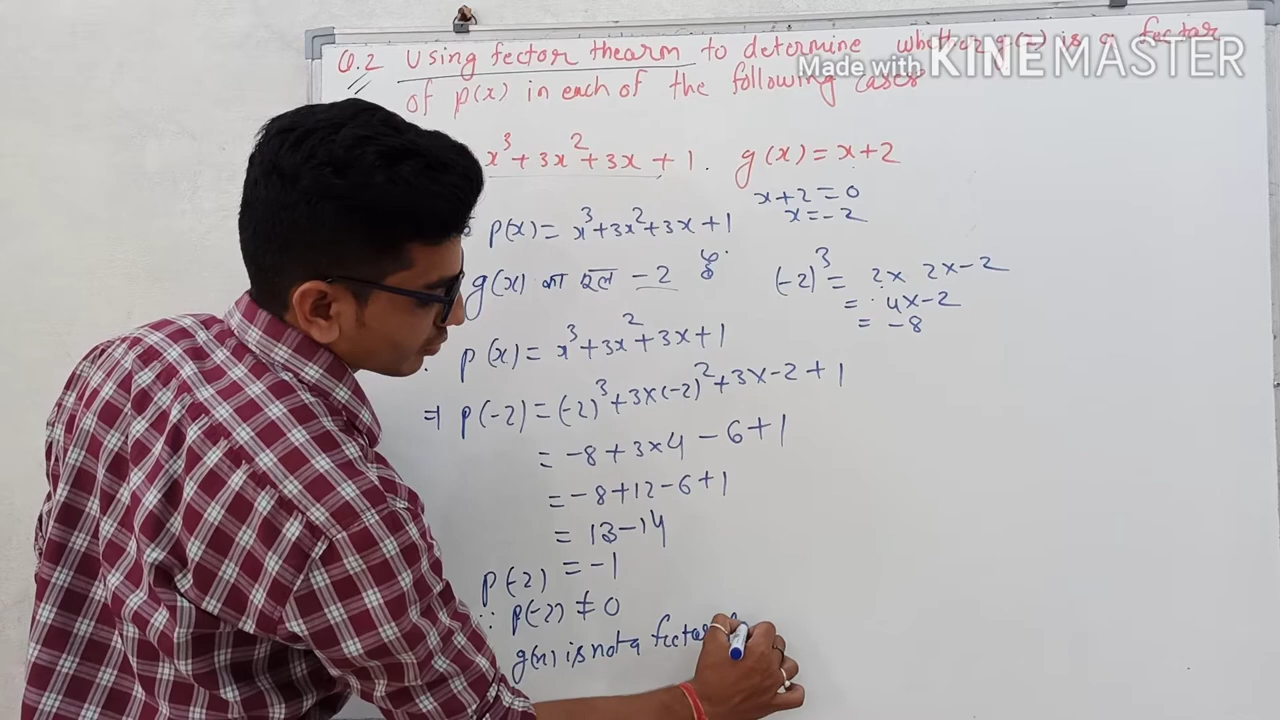 Q.2 Using fector thearm to determine whether g(x) is a fector
Made with KINEMASTER
of p(x) in each of the following cases
x³+3x²+3x+1. g(x)=x+2
x+2=0
x=-2
p(x)=x³+3x²+3x+1
g(x) का हल -2 है
(-2)³= 2x 2x-2
= 4x-2
= -8
p(x)=x³+3x²+3x+1
⇒ p(-2)=(-2)³+3x(-2)²+3x-2+1
=-8+3x4-6+1
=-8+12-6+1
= 13-14
p(-2) =-1
∵ p(-2) ≠ 0
g(x) is not a fector